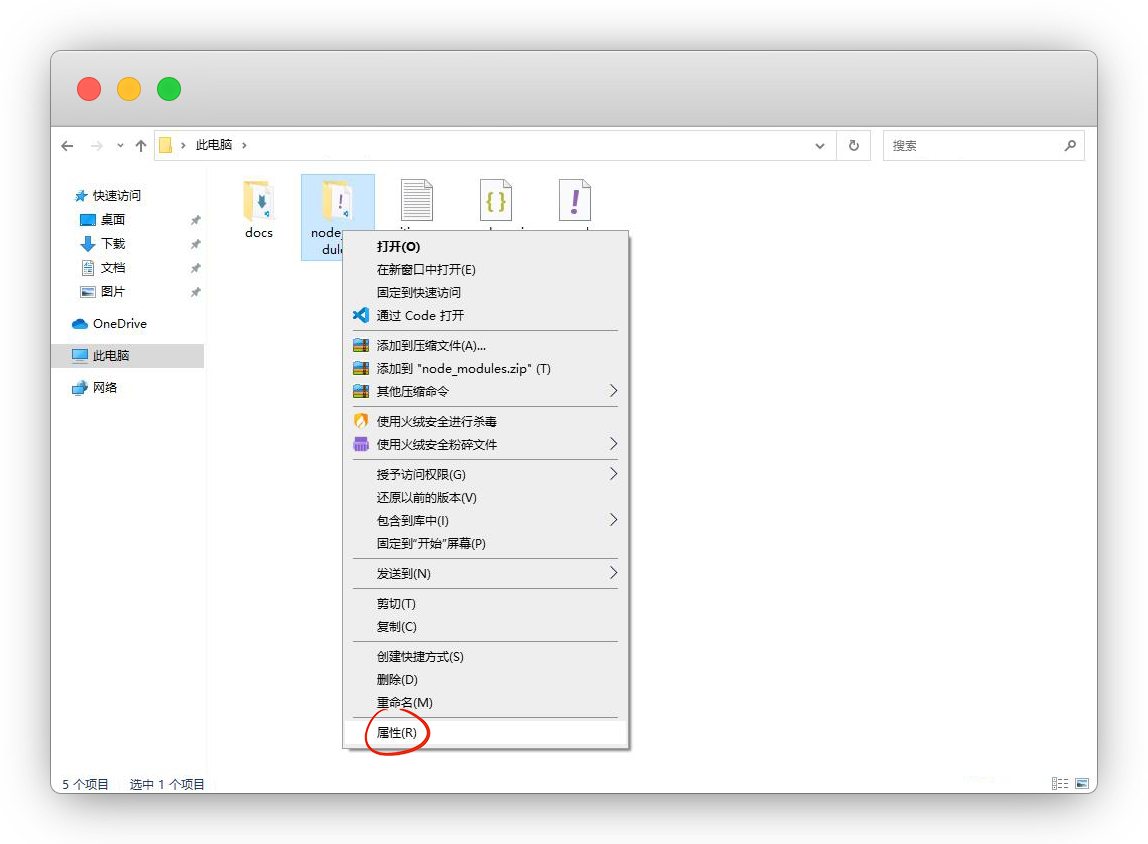 此电脑
搜索
快速访问
桌面
下载
文档
图片
OneDrive
此电脑
网络
docs
打开(O)
在新窗口中打开(E)
固定到快速访问
通过 Code 打开
添加到压缩文件(A)...
添加到 "node_modules.zip" (T)
其他压缩命令
使用火绒安全进行杀毒
使用火绒安全粉碎文件
授予访问权限(G)
还原以前的版本(V)
包含到库中(I)
固定到"开始"屏幕(P)
发送到(N)
剪切(T)
复制(C)
创建快捷方式(S)
删除(D)
重命名(M)
属性(R)
5 个项目 选中 1 个项目